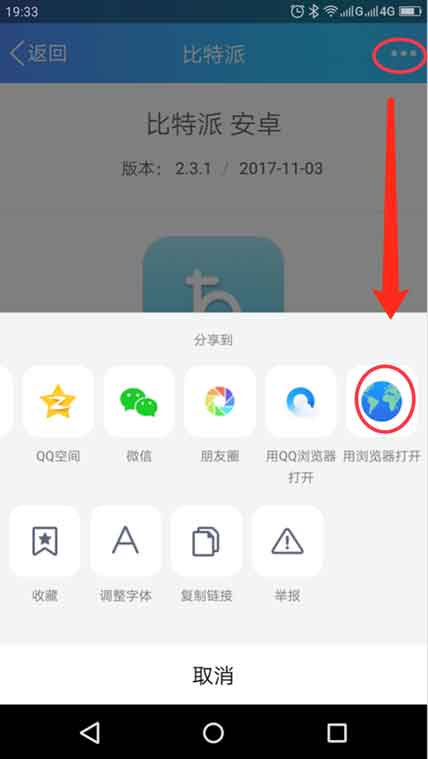 19:33
G 4G
返回
比特派
比特派 安卓
版本： 2.3.1 / 2017-11-03
分享到
QQ空间
微信
朋友圈
用QQ浏览器
打开
用浏览器打开
收藏
调整字体
复制链接
举报
取消